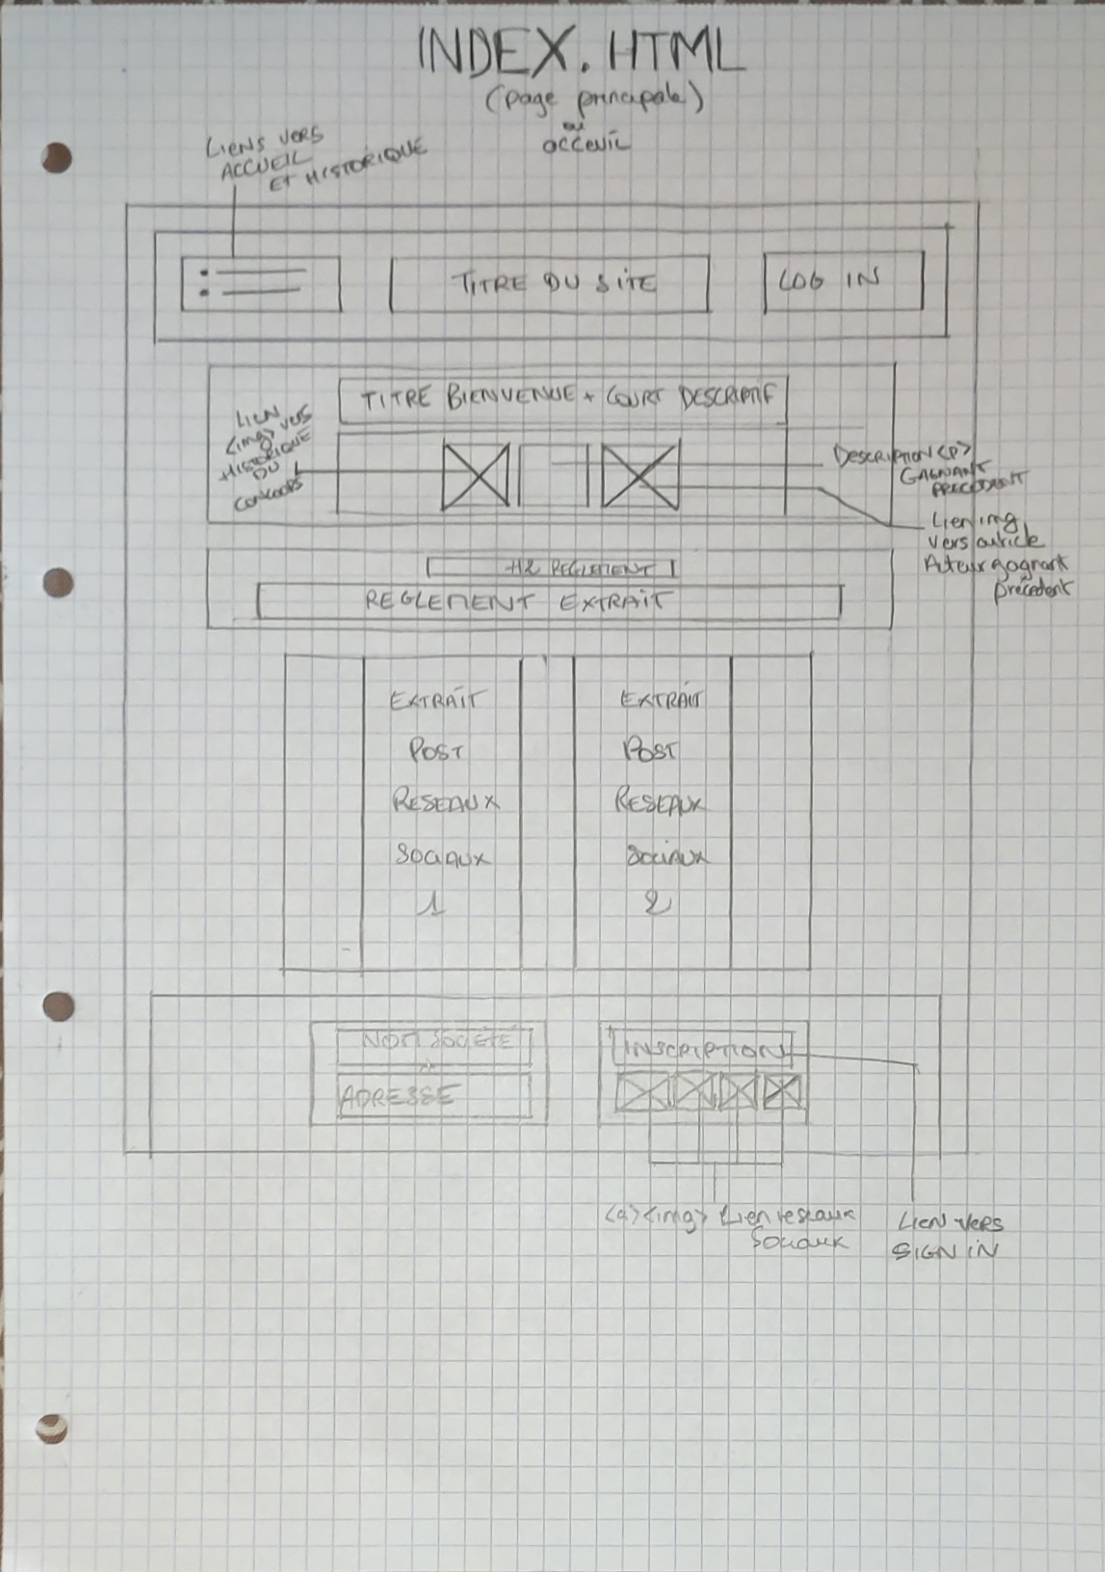 INDEX.HTML
(page principale)
ou
acceuil
LIENS VERS
ACCUEIL
ET HISTORIQUE
TITRE DU SITE
LOG IN
TITRE BIENVENUE + COURT DESCRIPTIF
LIEN
<img> VERS
HISTORIQUE
DU
CONCOURS
DESCRIPTION <P>
GAGNANT
PRECEDENT
Lien img
vers article
Auteur gagnant
précedent
H2 REGLEMENT
REGLEMENT EXTRAIT
EXTRAIT
POST
RESEAUX
SOCIAUX
1
EXTRAIT
POST
RESEAUX
SOCIAUX
2
NOM SOCIÉTÉ
ADRESSE
INSCRIPTION
<a><img> Lien reseaux
Sociaux
LIEN VERS
SIGN IN